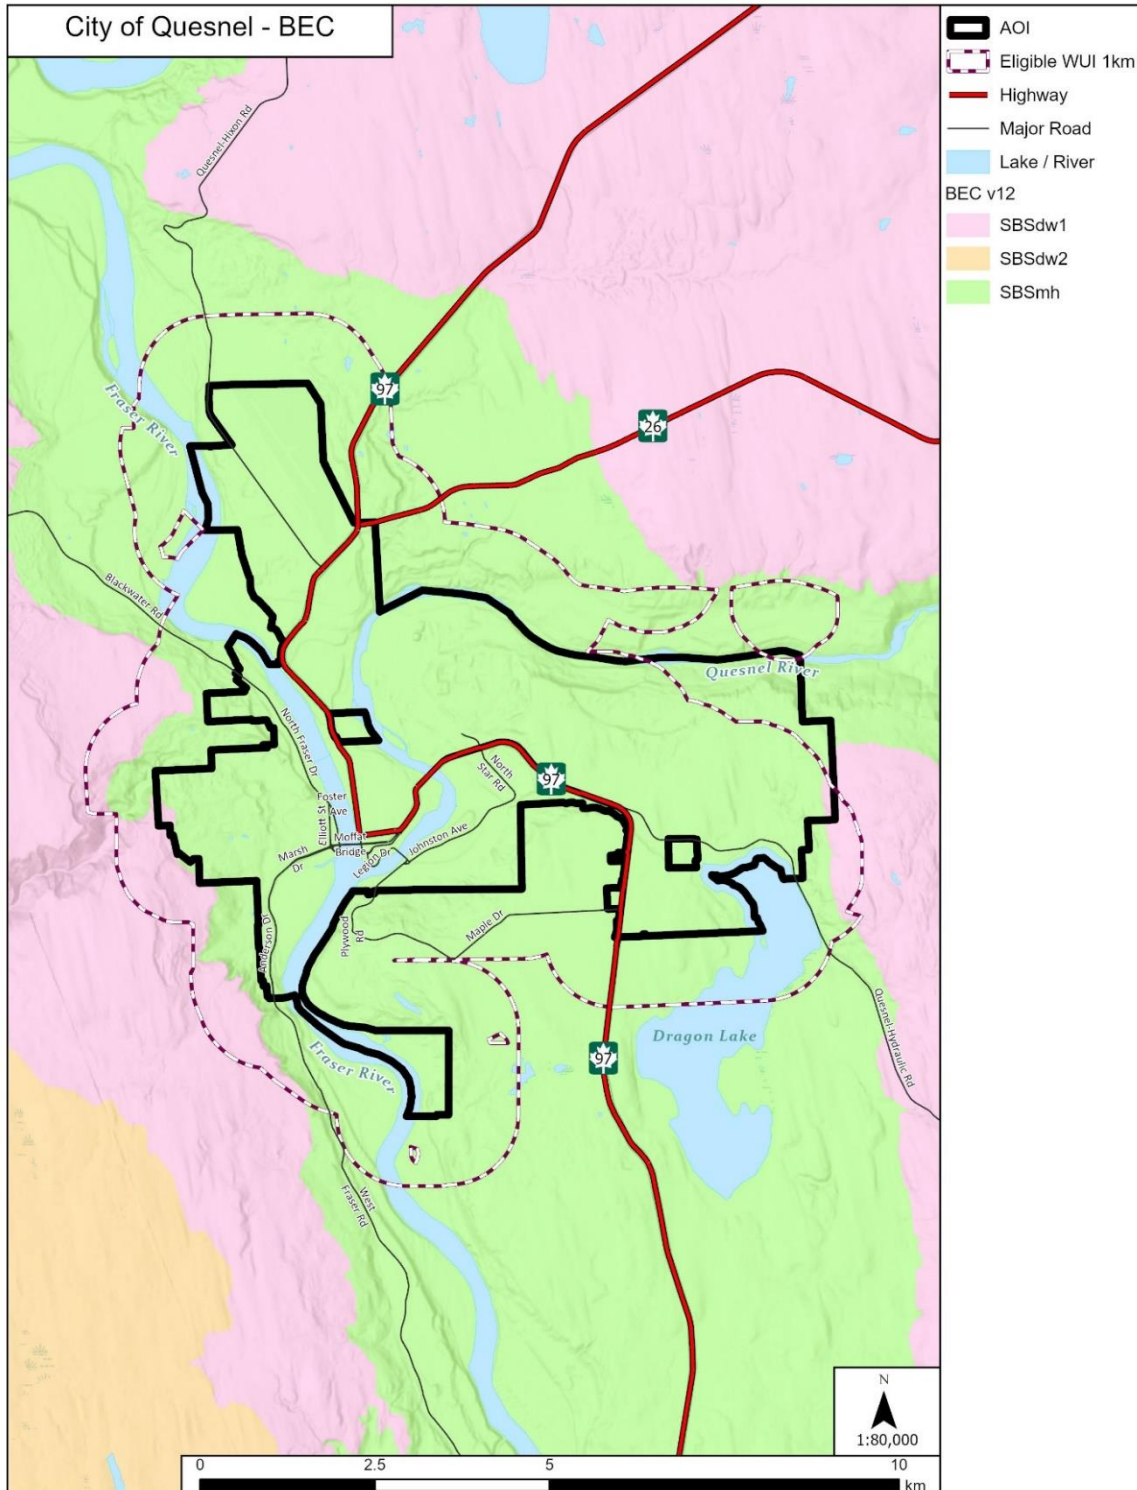 City of Quesnel - BEC
AOI
Eligible WUI 1km
Highway
Major Road
Lake / River
BEC v12
SBSdw1
SBSdw2
SBSmh
Quesnel-Hixon Rd
97
26
Fraser River
Blackwater Rd
Quesnel River
North Fraser Dr
North
Star Rd
97
Foster
Ave
Elliott St
Moffat
Bridge
Marsh
Dr
Legion Dr
Johnston Ave
Anderson Dr
Plywood
Rd
Maple Dr
Quesnel-Hydraulic Rd
Dragon Lake
97
Fraser River
West
Fraser Rd
N
1:80,000
0
2.5
5
10
km